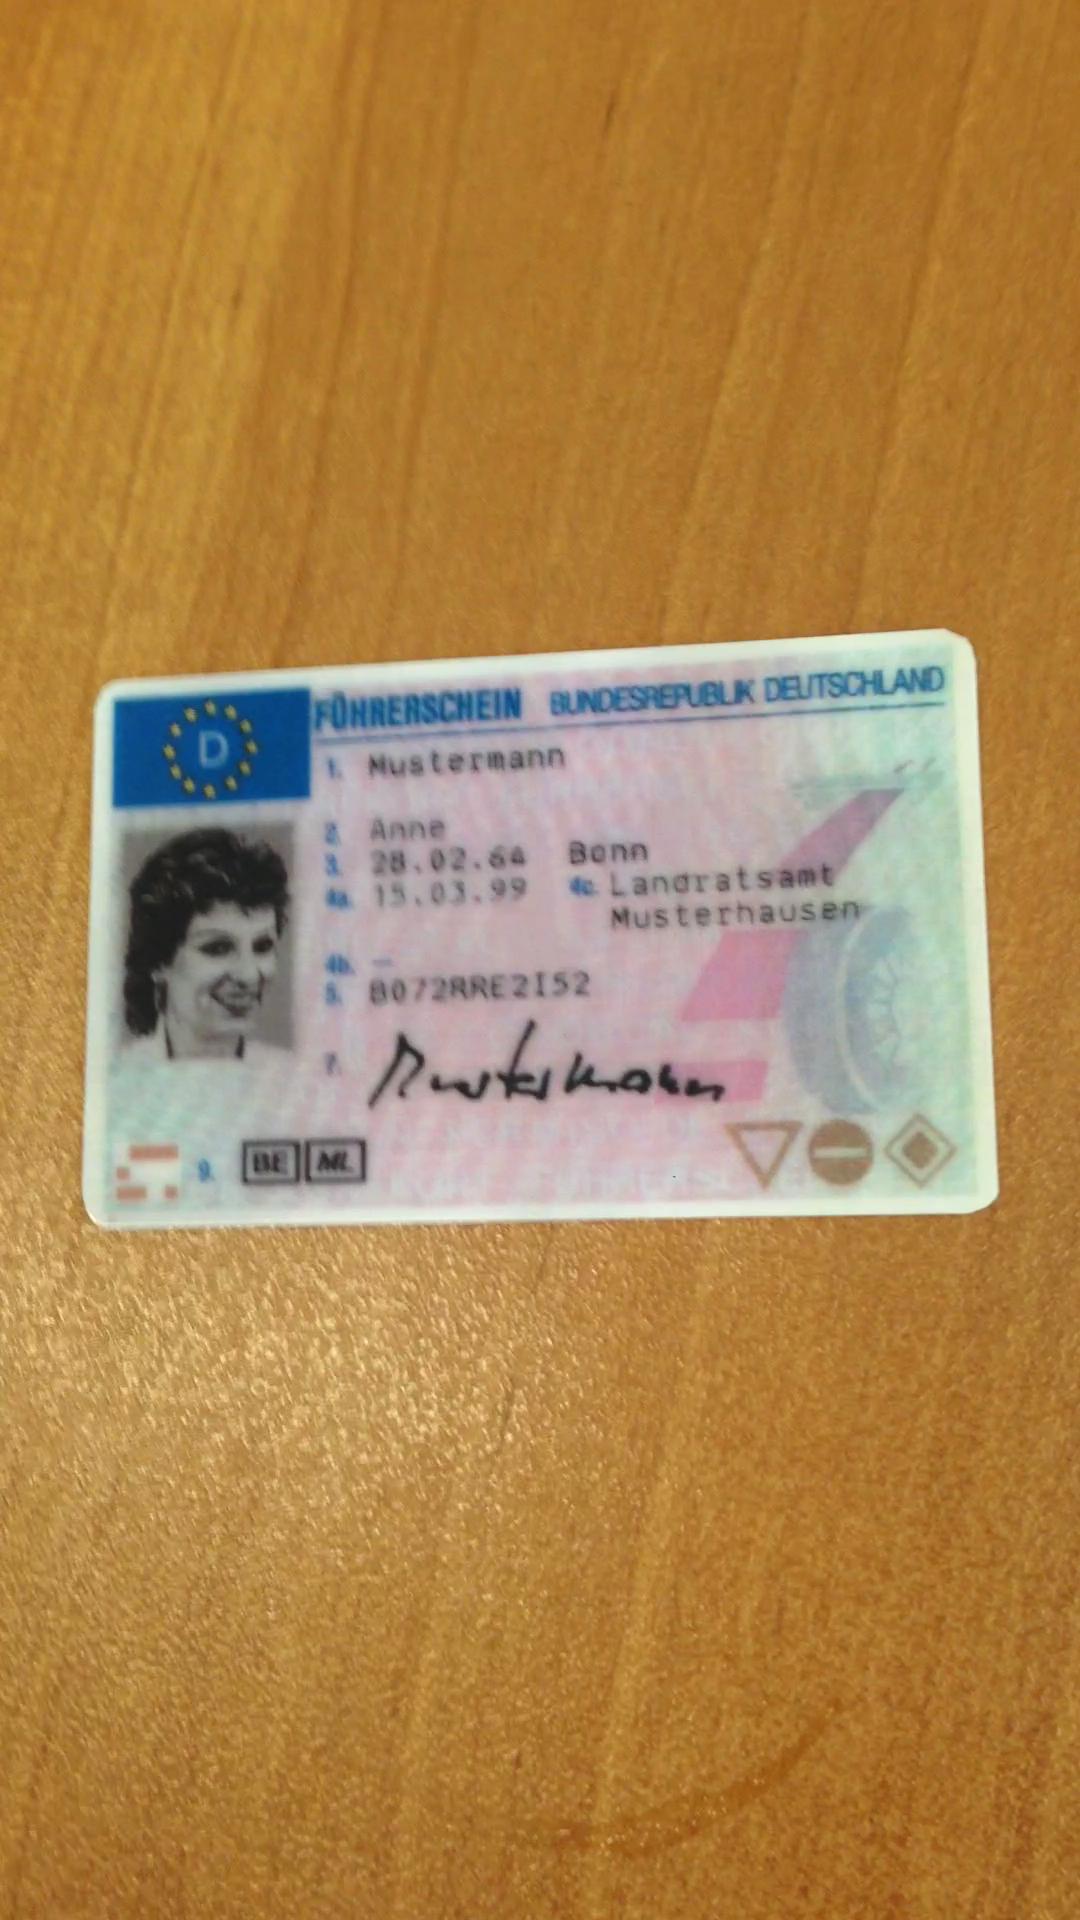 D
FÜHRERSCHEIN BUNDESREPUBLIK DEUTSCHLAND
1. Mustermann
2. Anne
3. 28.02.64 Bonn
4a. 15.03.99 4c. Landratsamt
Musterhausen
4b. –
5. B072RRE2I52
7. Mustermann
9. BE ML